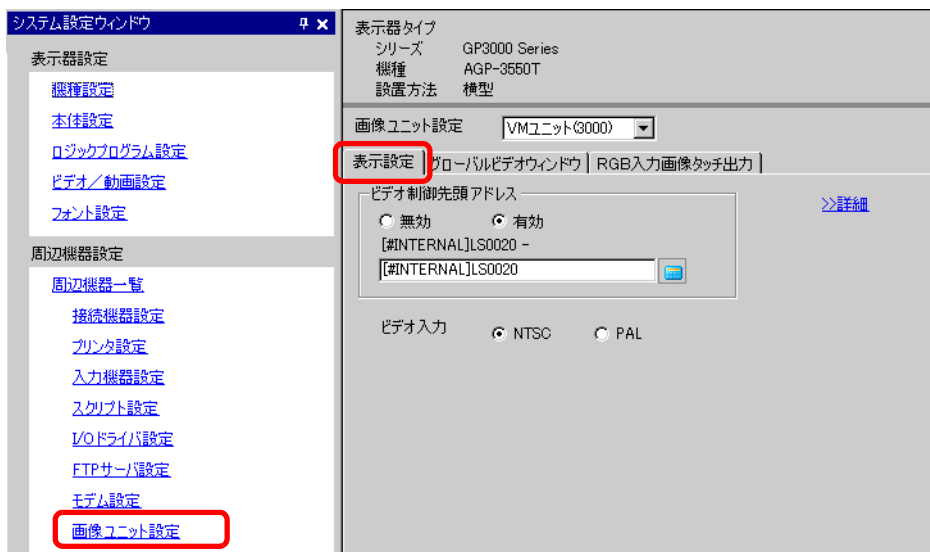 システム設定ウィンドウ
表示器設定
機種設定
本体設定
ロジックプログラム設定
ビデオ／動画設定
フォント設定
周辺機器設定
周辺機器一覧
接続機器設定
プリンタ設定
入力機器設定
スクリプト設定
I/Oドライバ設定
FTPサーバ設定
モデム設定
画像ユニット設定
表示器タイプ
シリーズ GP3000 Series
機種 AGP-3550T
設置方法 横型
画像ユニット設定 VMユニット(3000)
表示設定 グローバルビデオウィンドウ RGB入力画像タッチ出力
ビデオ制御先頭アドレス
無効 有効
[#INTERNAL]LS0020 -
[#INTERNAL]LS0020
>>詳細
ビデオ入力 NTSC PAL